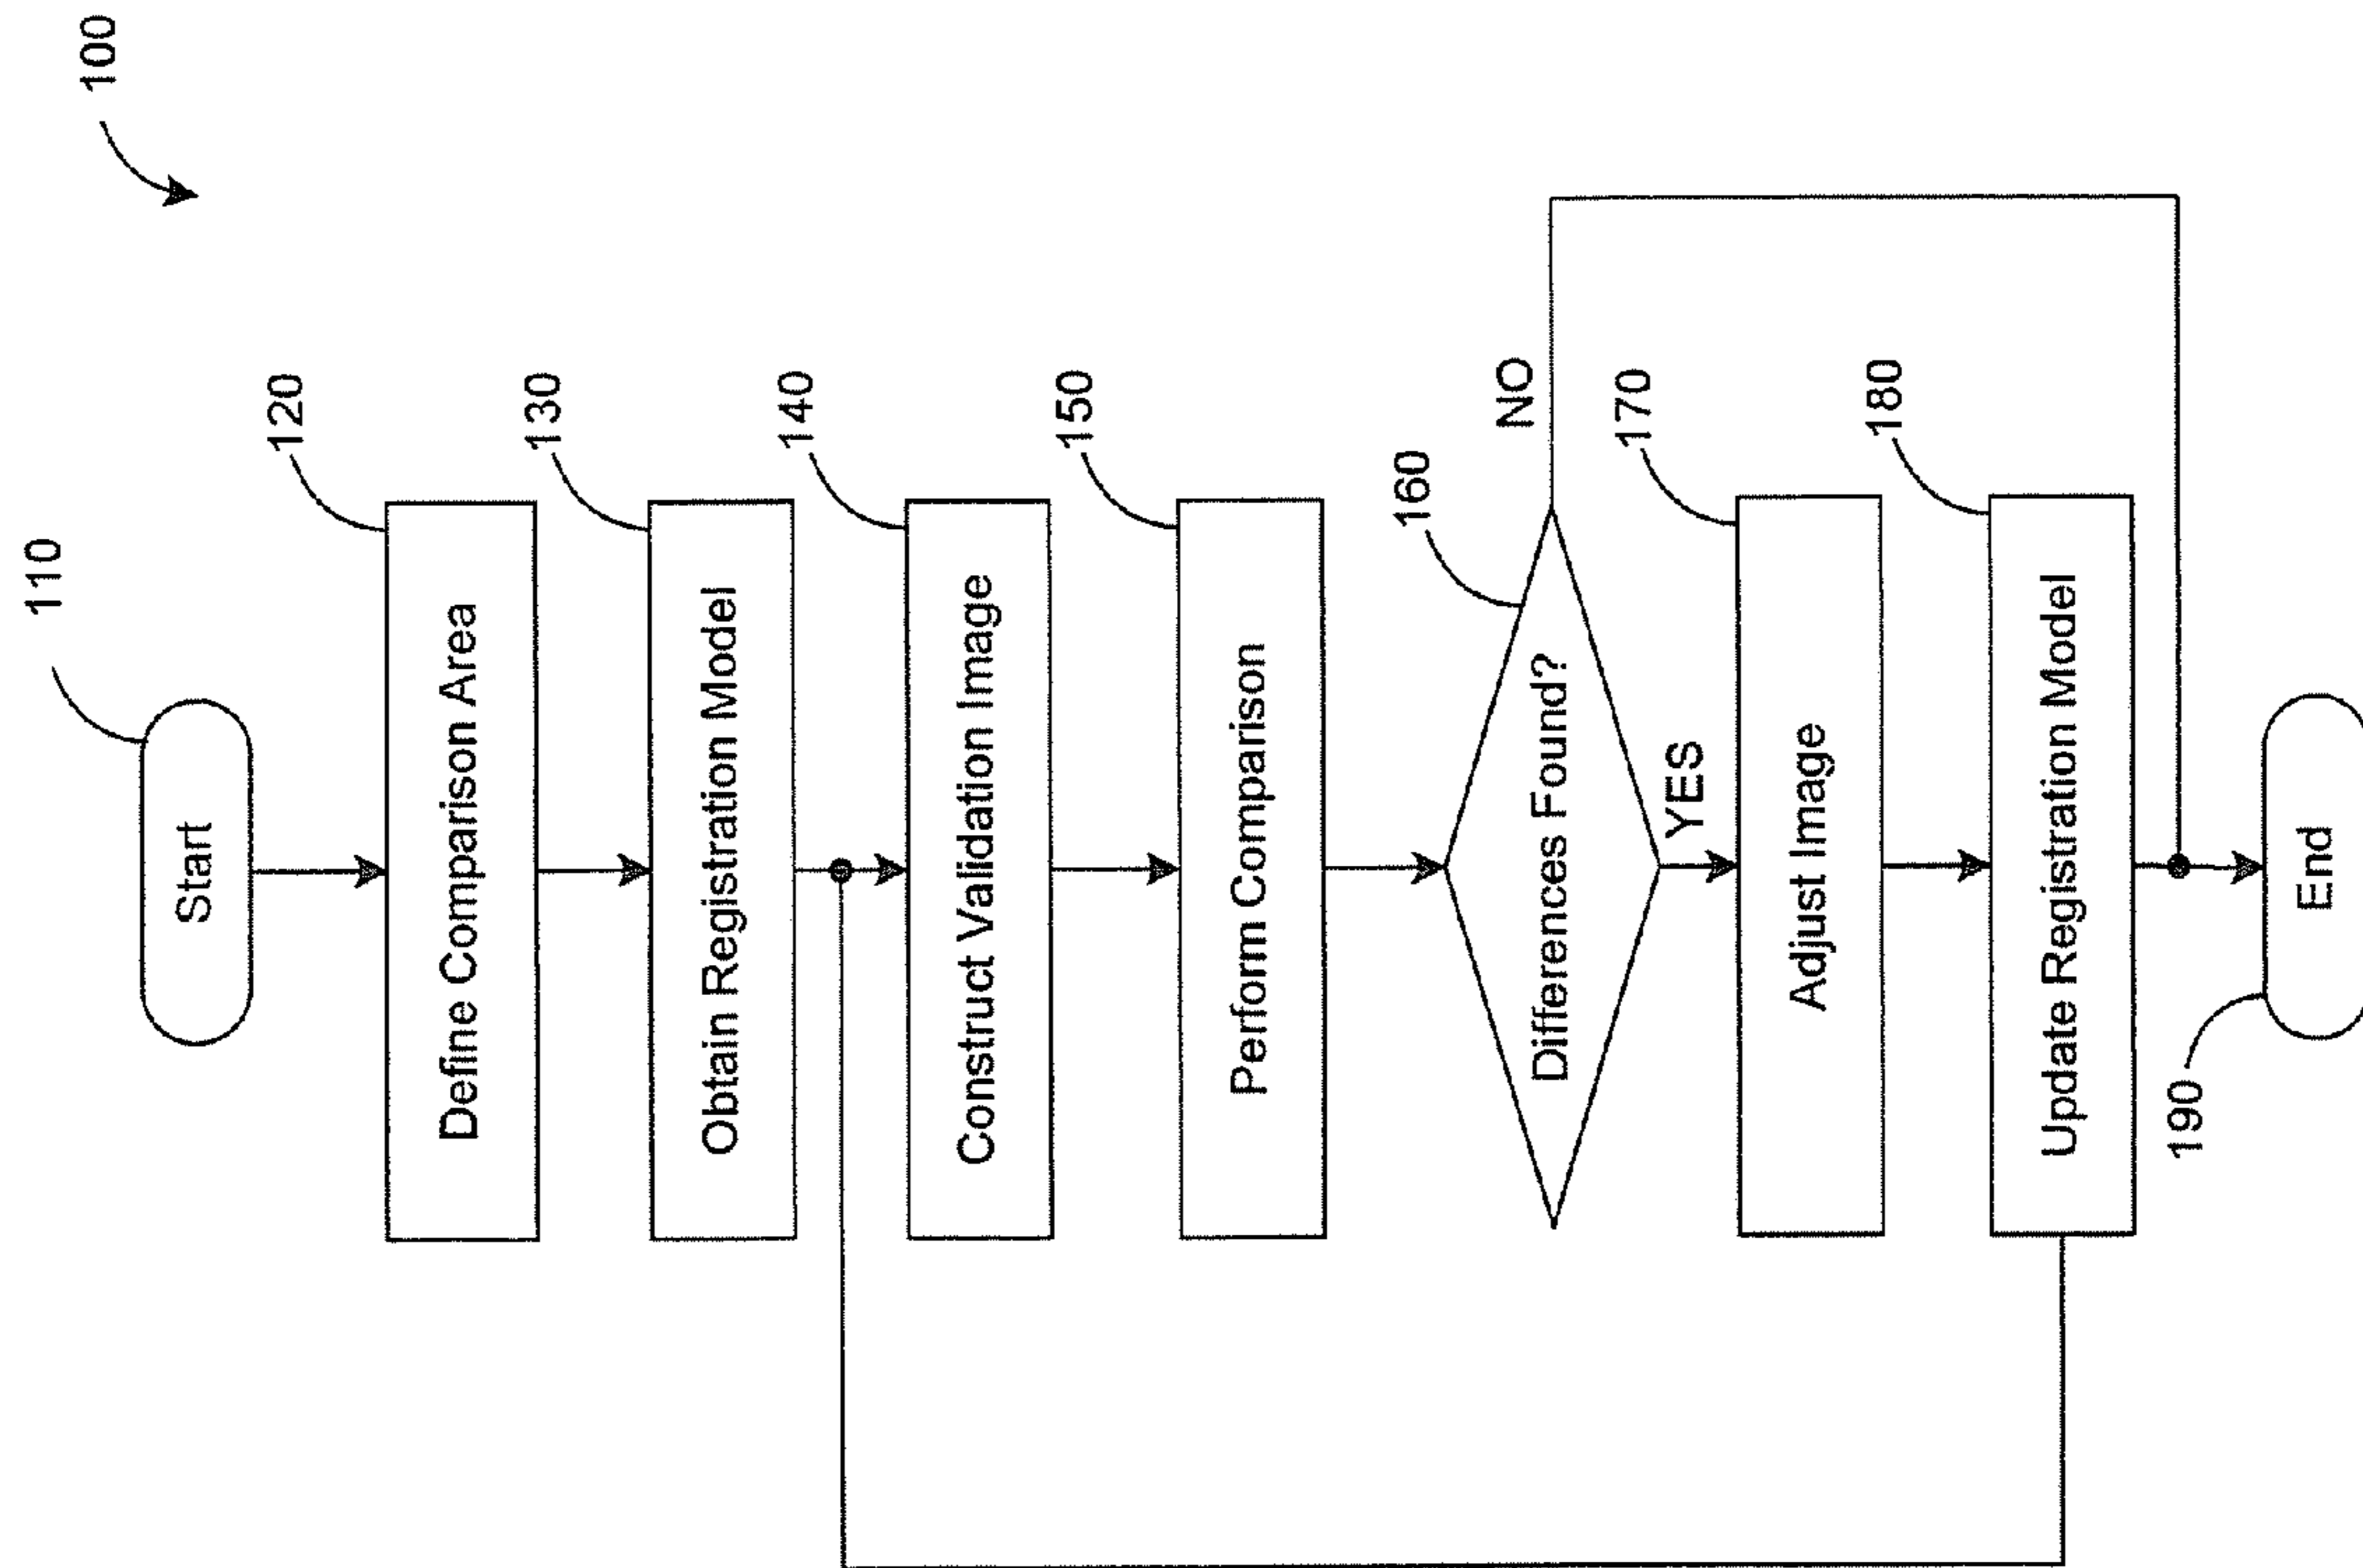 100
110
Start
120
Define Comparison Area
130
Obtain Registration Model
140
Construct Validation Image
150
Perform Comparison
160
Differences Found?
NO
YES
170
Adjust Image
180
Update Registration Model
190
End